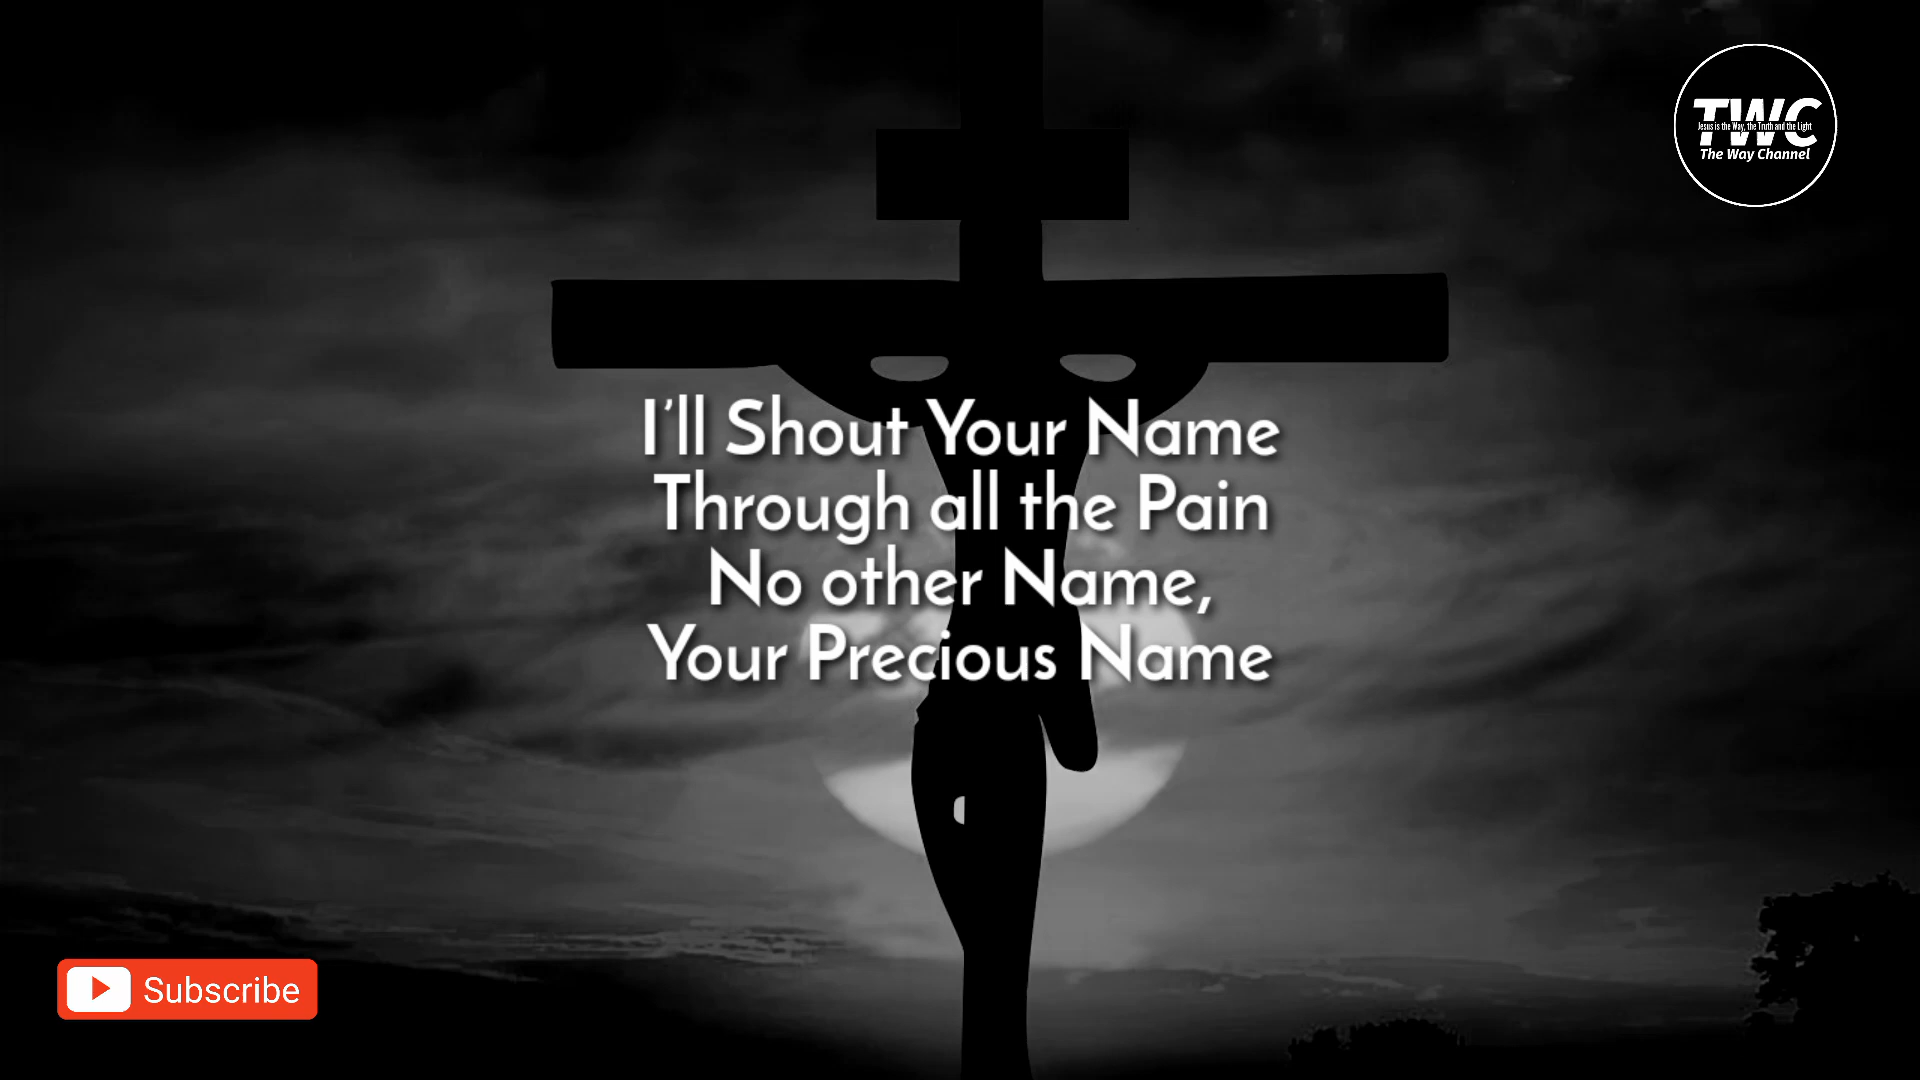 TWC
Jesus is the Way, the Truth and the Light
The Way Channel
I'll Shout Your Name
Through all the Pain
No other Name,
Your Precious Name
Subscribe